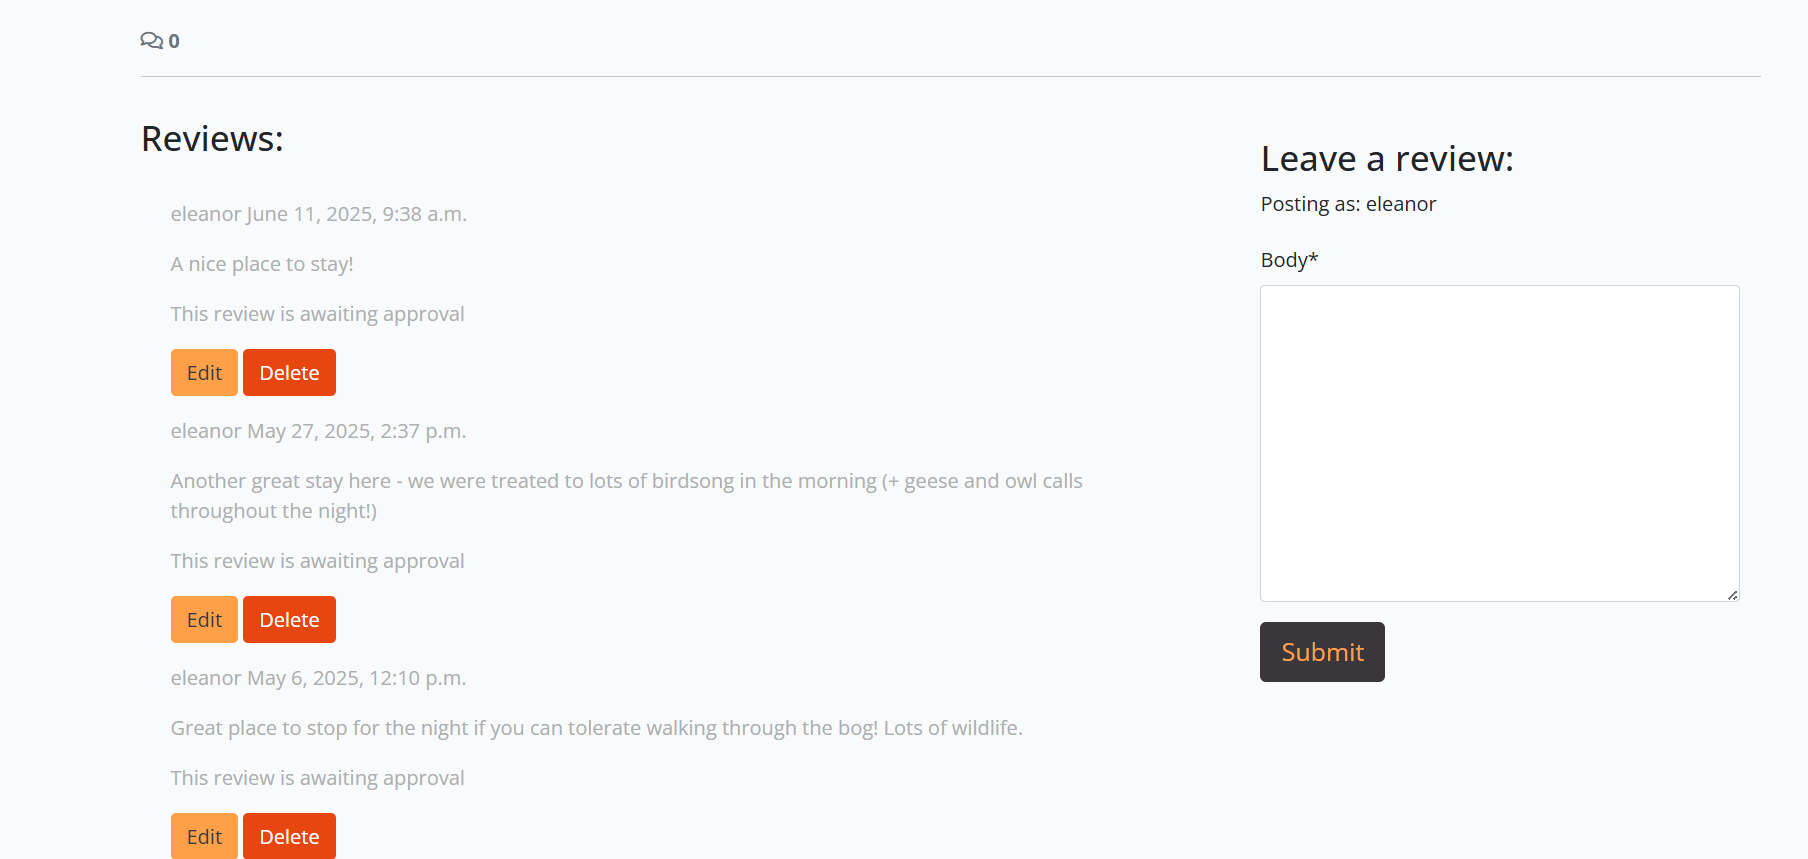 0
Reviews:
eleanor June 11, 2025, 9:38 a.m.
A nice place to stay!
This review is awaiting approval
Edit Delete
eleanor May 27, 2025, 2:37 p.m.
Another great stay here - we were treated to lots of birdsong in the morning (+ geese and owl calls
throughout the night!)
This review is awaiting approval
Edit Delete
eleanor May 6, 2025, 12:10 p.m.
Great place to stop for the night if you can tolerate walking through the bog! Lots of wildlife.
This review is awaiting approval
Edit Delete
Leave a review:
Posting as: eleanor
Body*
Submit